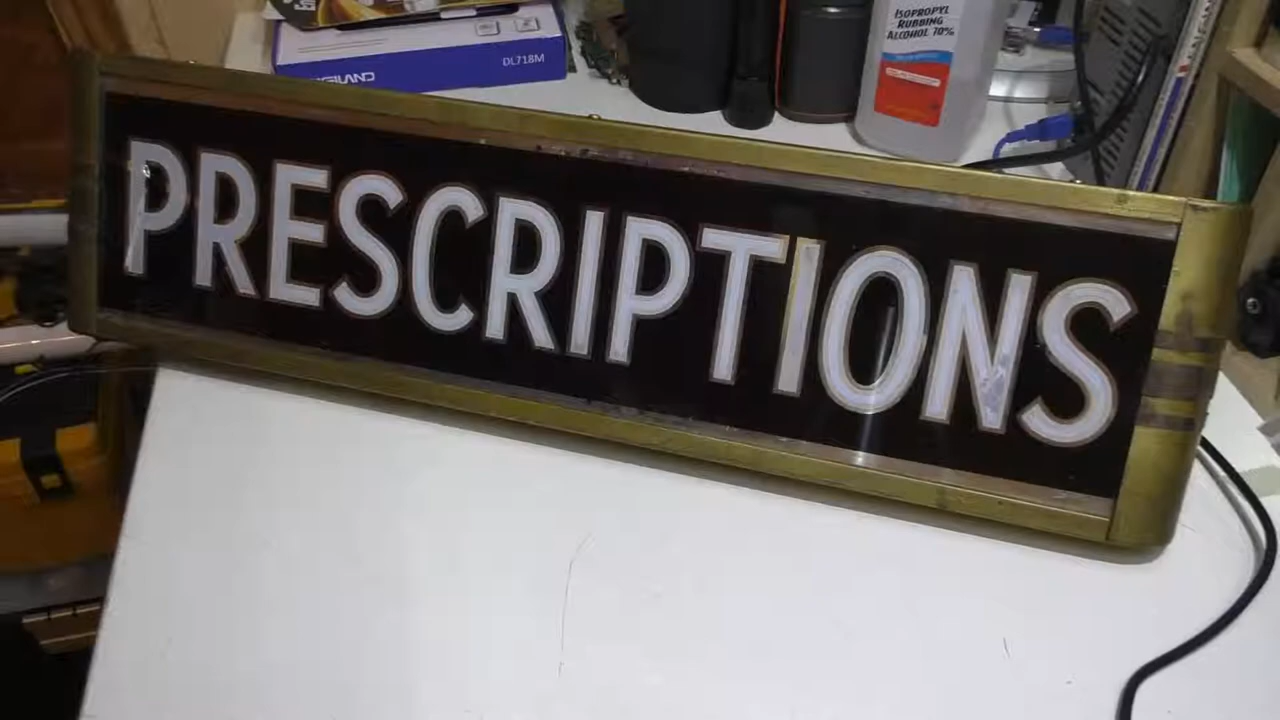 DL718M
ISOPROPYL
RUBBING
ALCOHOL 70%
PRESCRIPTIONS